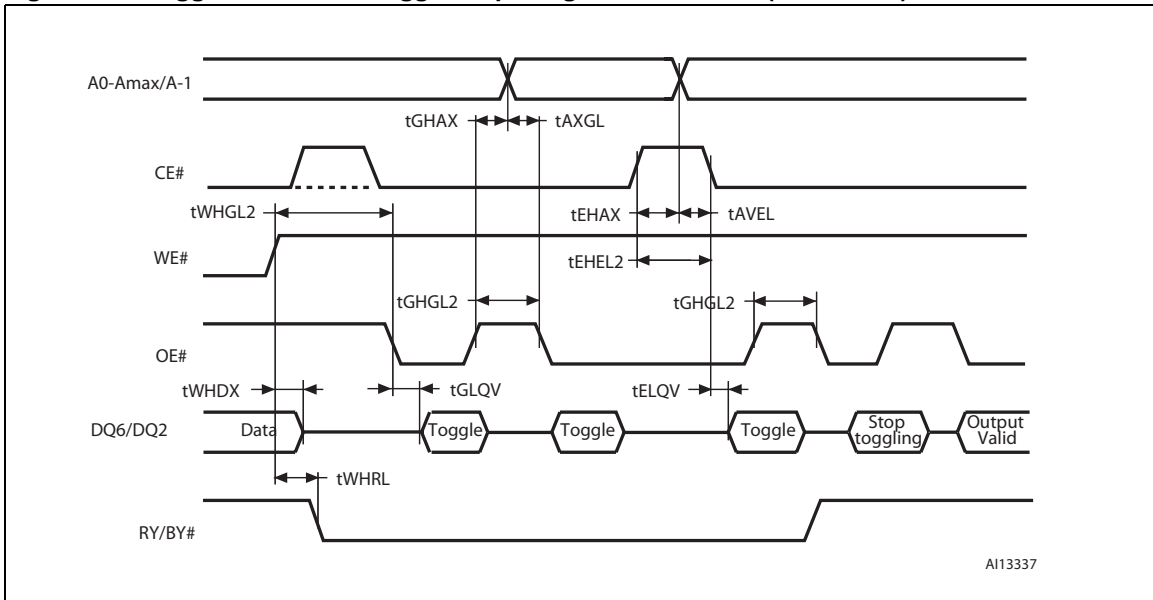 A0-Amax/A-1
tGHAX
tAXGL
CE#
tWHGL2
tEHAX
tAVEL
WE#
tEHEL2
tGHGL2
tGHGL2
OE#
tWHDX
tGLQV
tELQV
DQ6/DQ2
Data
Toggle
Toggle
Toggle
Stop
toggling
Output
Valid
tWHRL
RY/BY#
AI13337